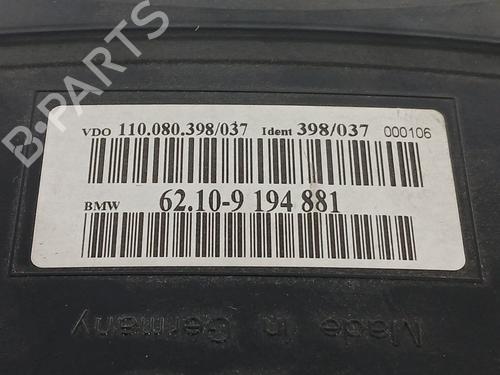 B-PARTS
VDO 110.080.398/037 Ident 398/037 000106
BMW 62.10-9 194 881
Made in
Germany